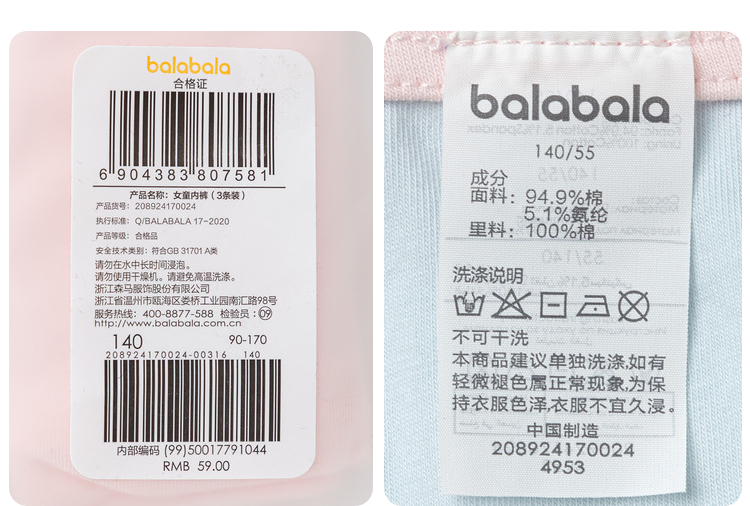 balabala
合格证
6 904383 807581
产品名称：女童内裤（3条装）
产品货号：208924170024
执行标准：Q/BALABALA 17-2020
产品等级：合格品
安全技术类别：符合GB 31701 A类
请勿在水中长时间浸泡。
请勿使用干燥机。请避免高温洗涤。
浙江森马服饰股份有限公司
浙江省温州市瓯海区娄桥工业园南汇路98号
服务热线：400-8877-588 检验员：09
http://www.balabala.com.cn
140 90-170
208924170024-00316 140
内部编码 (99)50017791044
RMB 59.00
balabala
140/55
成分
面料：94.9%棉
5.1%氨纶
里料：100%棉
洗涤说明
不可干洗
本商品建议单独洗涤,如有
轻微褪色属正常现象,为保
持衣服色泽,衣服不宜久浸。
中国制造
208924170024
4953